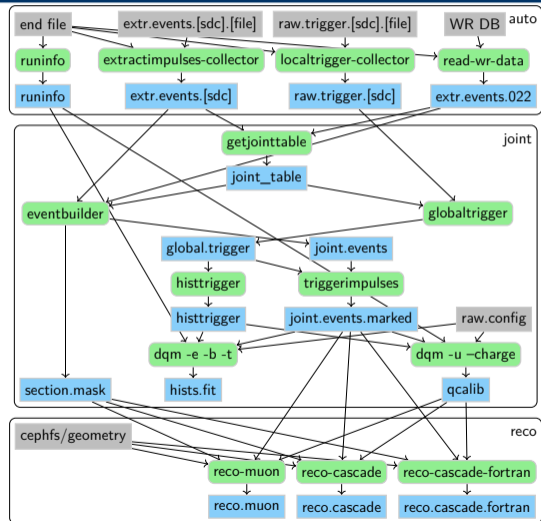 end file
extr.events.[sdc].[file]
raw.trigger.[sdc].[file]
WR DB
auto
runinfo
extractimpulses-collector
localtrigger-collector
read-wr-data
runinfo
extr.events.[sdc]
raw.trigger.[sdc]
extr.events.022
joint
getjointtable
joint_table
eventbuilder
globaltrigger
global.trigger
joint.events
histtrigger
triggerimpulses
histtrigger
joint.events.marked
raw.config
dqm -e -b -t
dqm -u –charge
section.mask
hists.fit
qcalib
reco
cephfs/geometry
reco-muon
reco-cascade
reco-cascade-fortran
reco.muon
reco.cascade
reco.cascade.fortran